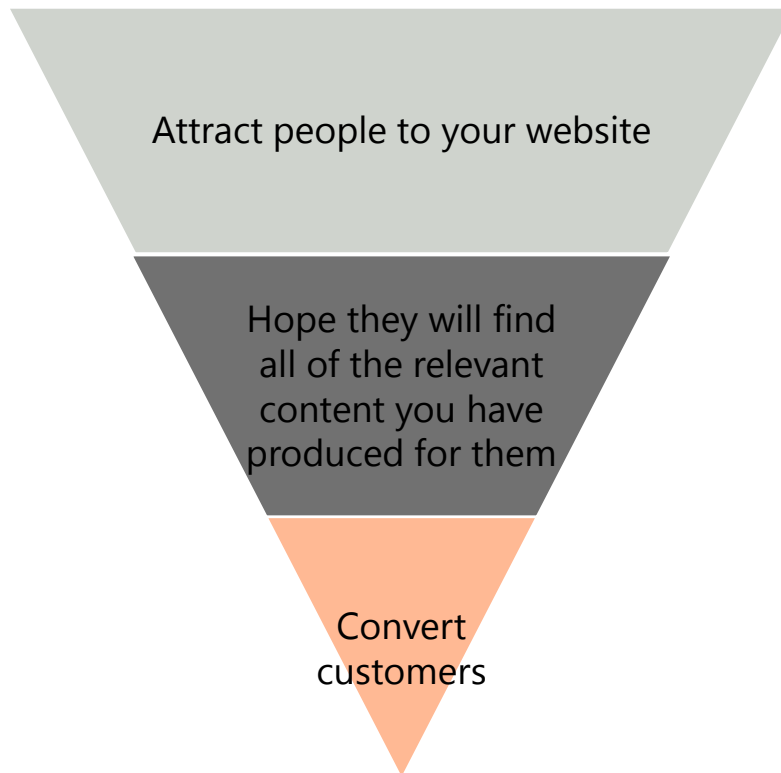 Attract people to your website
Hope they will find
all of the relevant
content you have
produced for them
Convert
customers